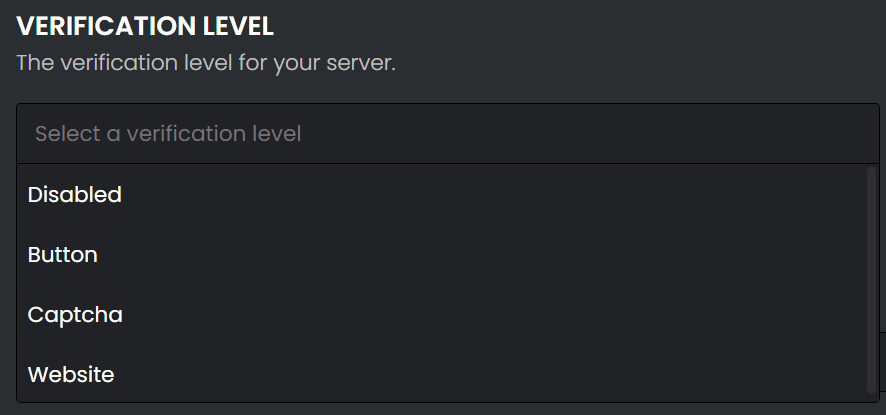 VERIFICATION LEVEL
The verification level for your server.
Select a verification level
Disabled
Button
Captcha
Website